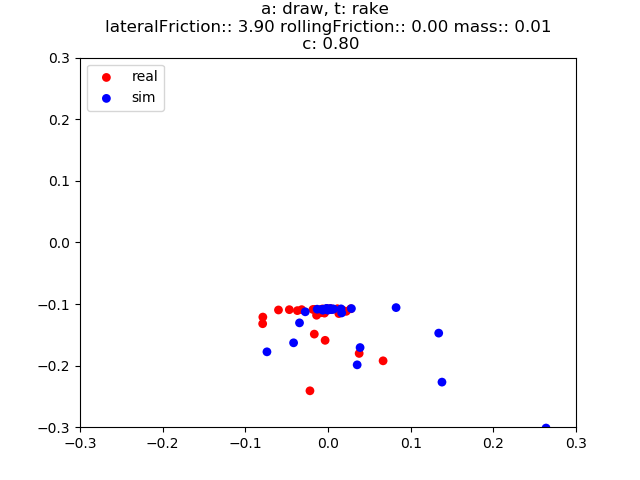 a: draw, t: rake
lateralFriction:: 3.90 rollingFriction:: 0.00 mass:: 0.01
c: 0.80
real
sim
0.3
0.2
0.1
0.0
−0.1
−0.2
−0.3
−0.3
−0.2
−0.1
0.0
0.1
0.2
0.3